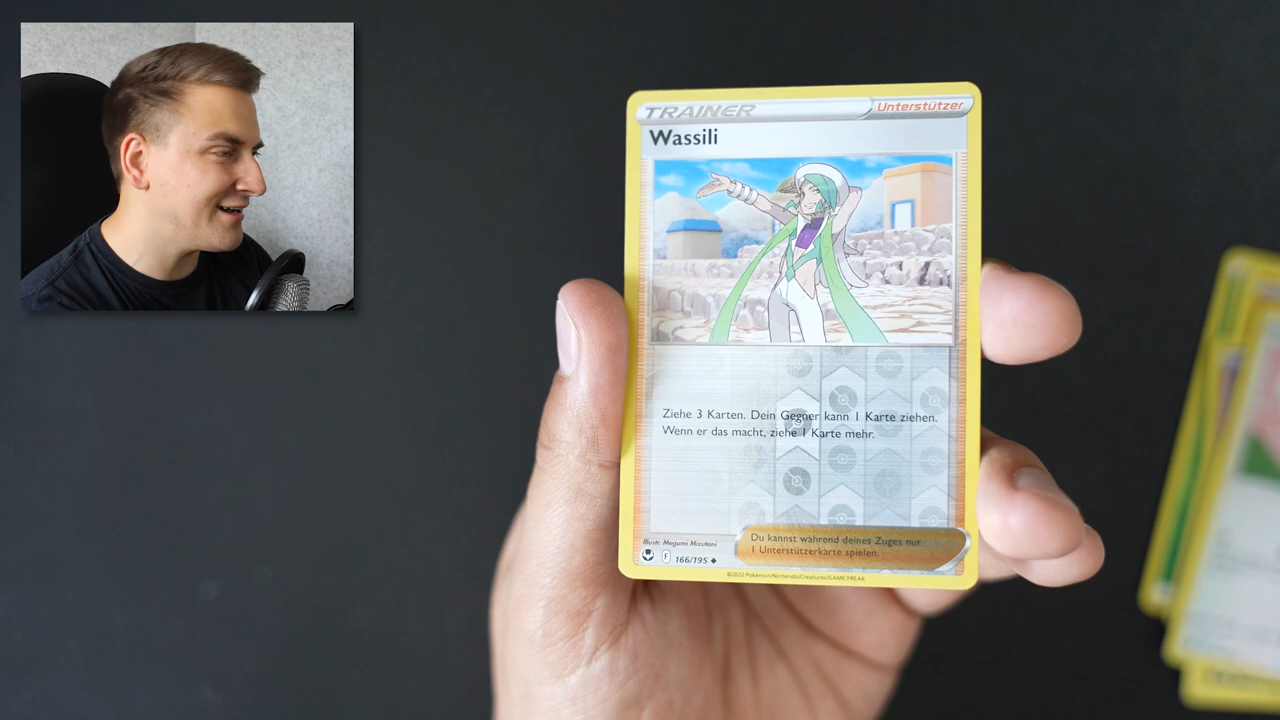 TRAINER
Unterstützer
Wassili
Ziehe 3 Karten. Dein Gegner kann 1 Karte ziehen.
Wenn er das macht, ziehe 1 Karte mehr.
Illustr. Megumi Mizutani
F 166/195
Du kannst während deines Zuges nur
1 Unterstützerkarte spielen.
©2022 Pokémon/Nintendo/Creatures/GAME FREAK